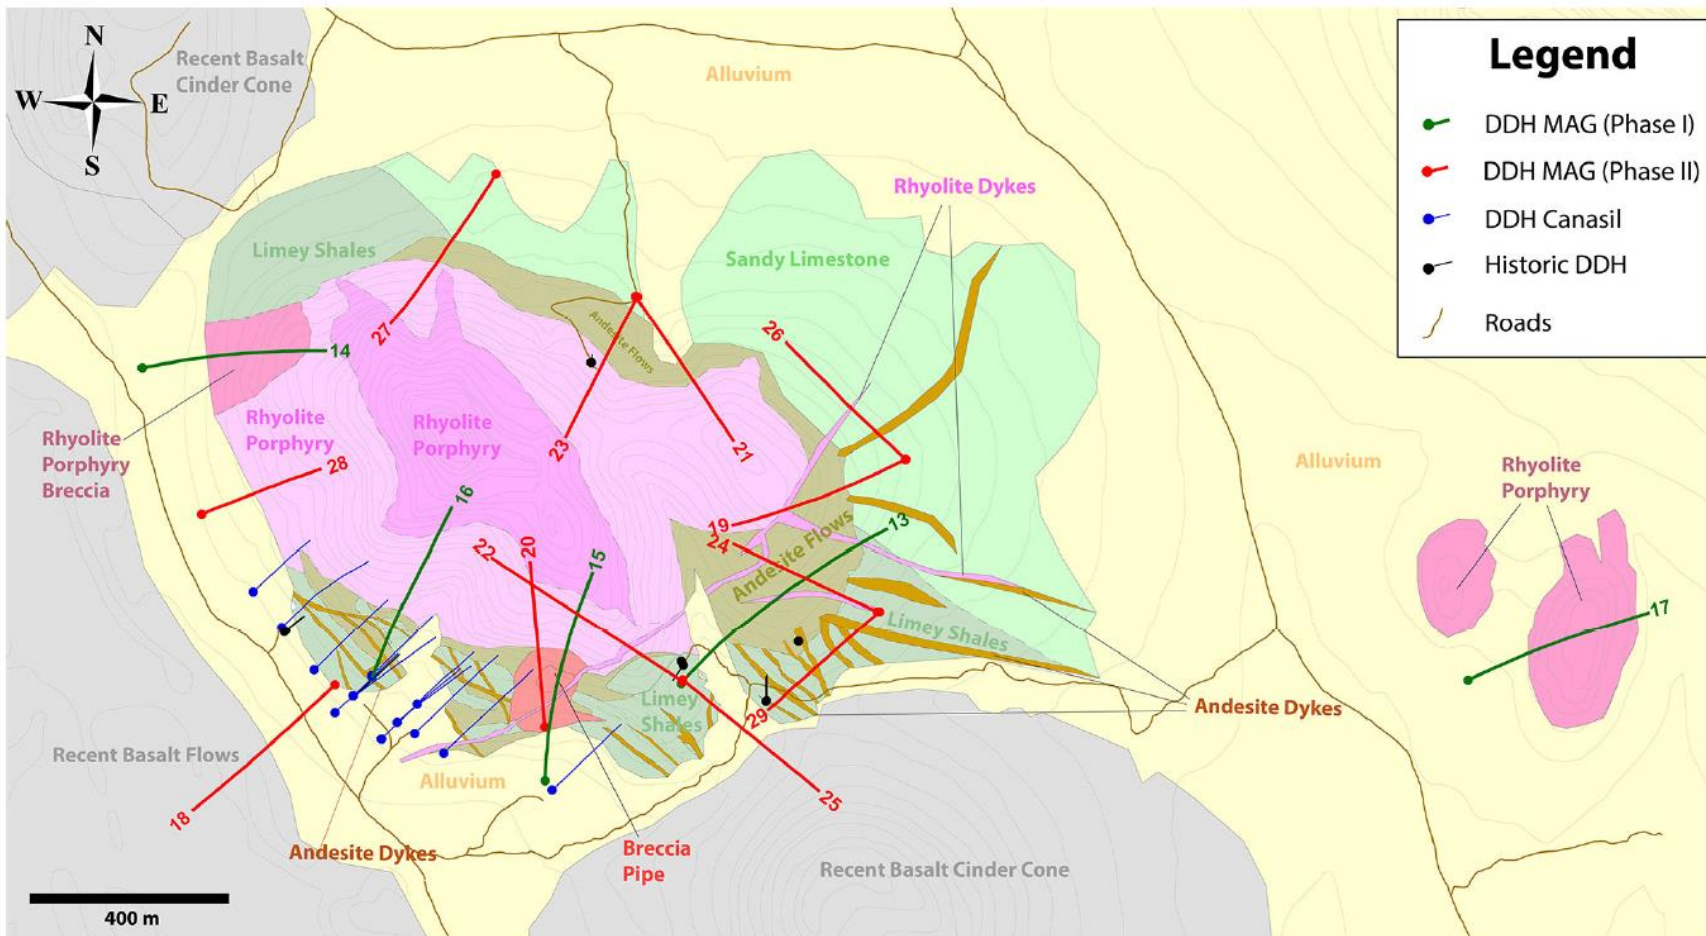 N
W
E
S
Recent Basalt
Cinder Cone
Alluvium
Legend
DDH MAG (Phase I)
DDH MAG (Phase II)
DDH Canasil
Historic DDH
Roads
Rhyolite Dykes
Limey Shales
Sandy Limestone
27
14
Andesite Flows
26
Rhyolite
Porphyry
Rhyolite
Porphyry
Rhyolite
Porphyry
Breccia
28
23
21
16
19
24
13
Andesite Flows
Alluvium
Rhyolite
Porphyry
22
20
15
17
Limey Shales
Limey
Shales
29
Andesite Dykes
Recent Basalt Flows
Alluvium
18
25
Andesite Dykes
Breccia
Pipe
Recent Basalt Cinder Cone
400 m